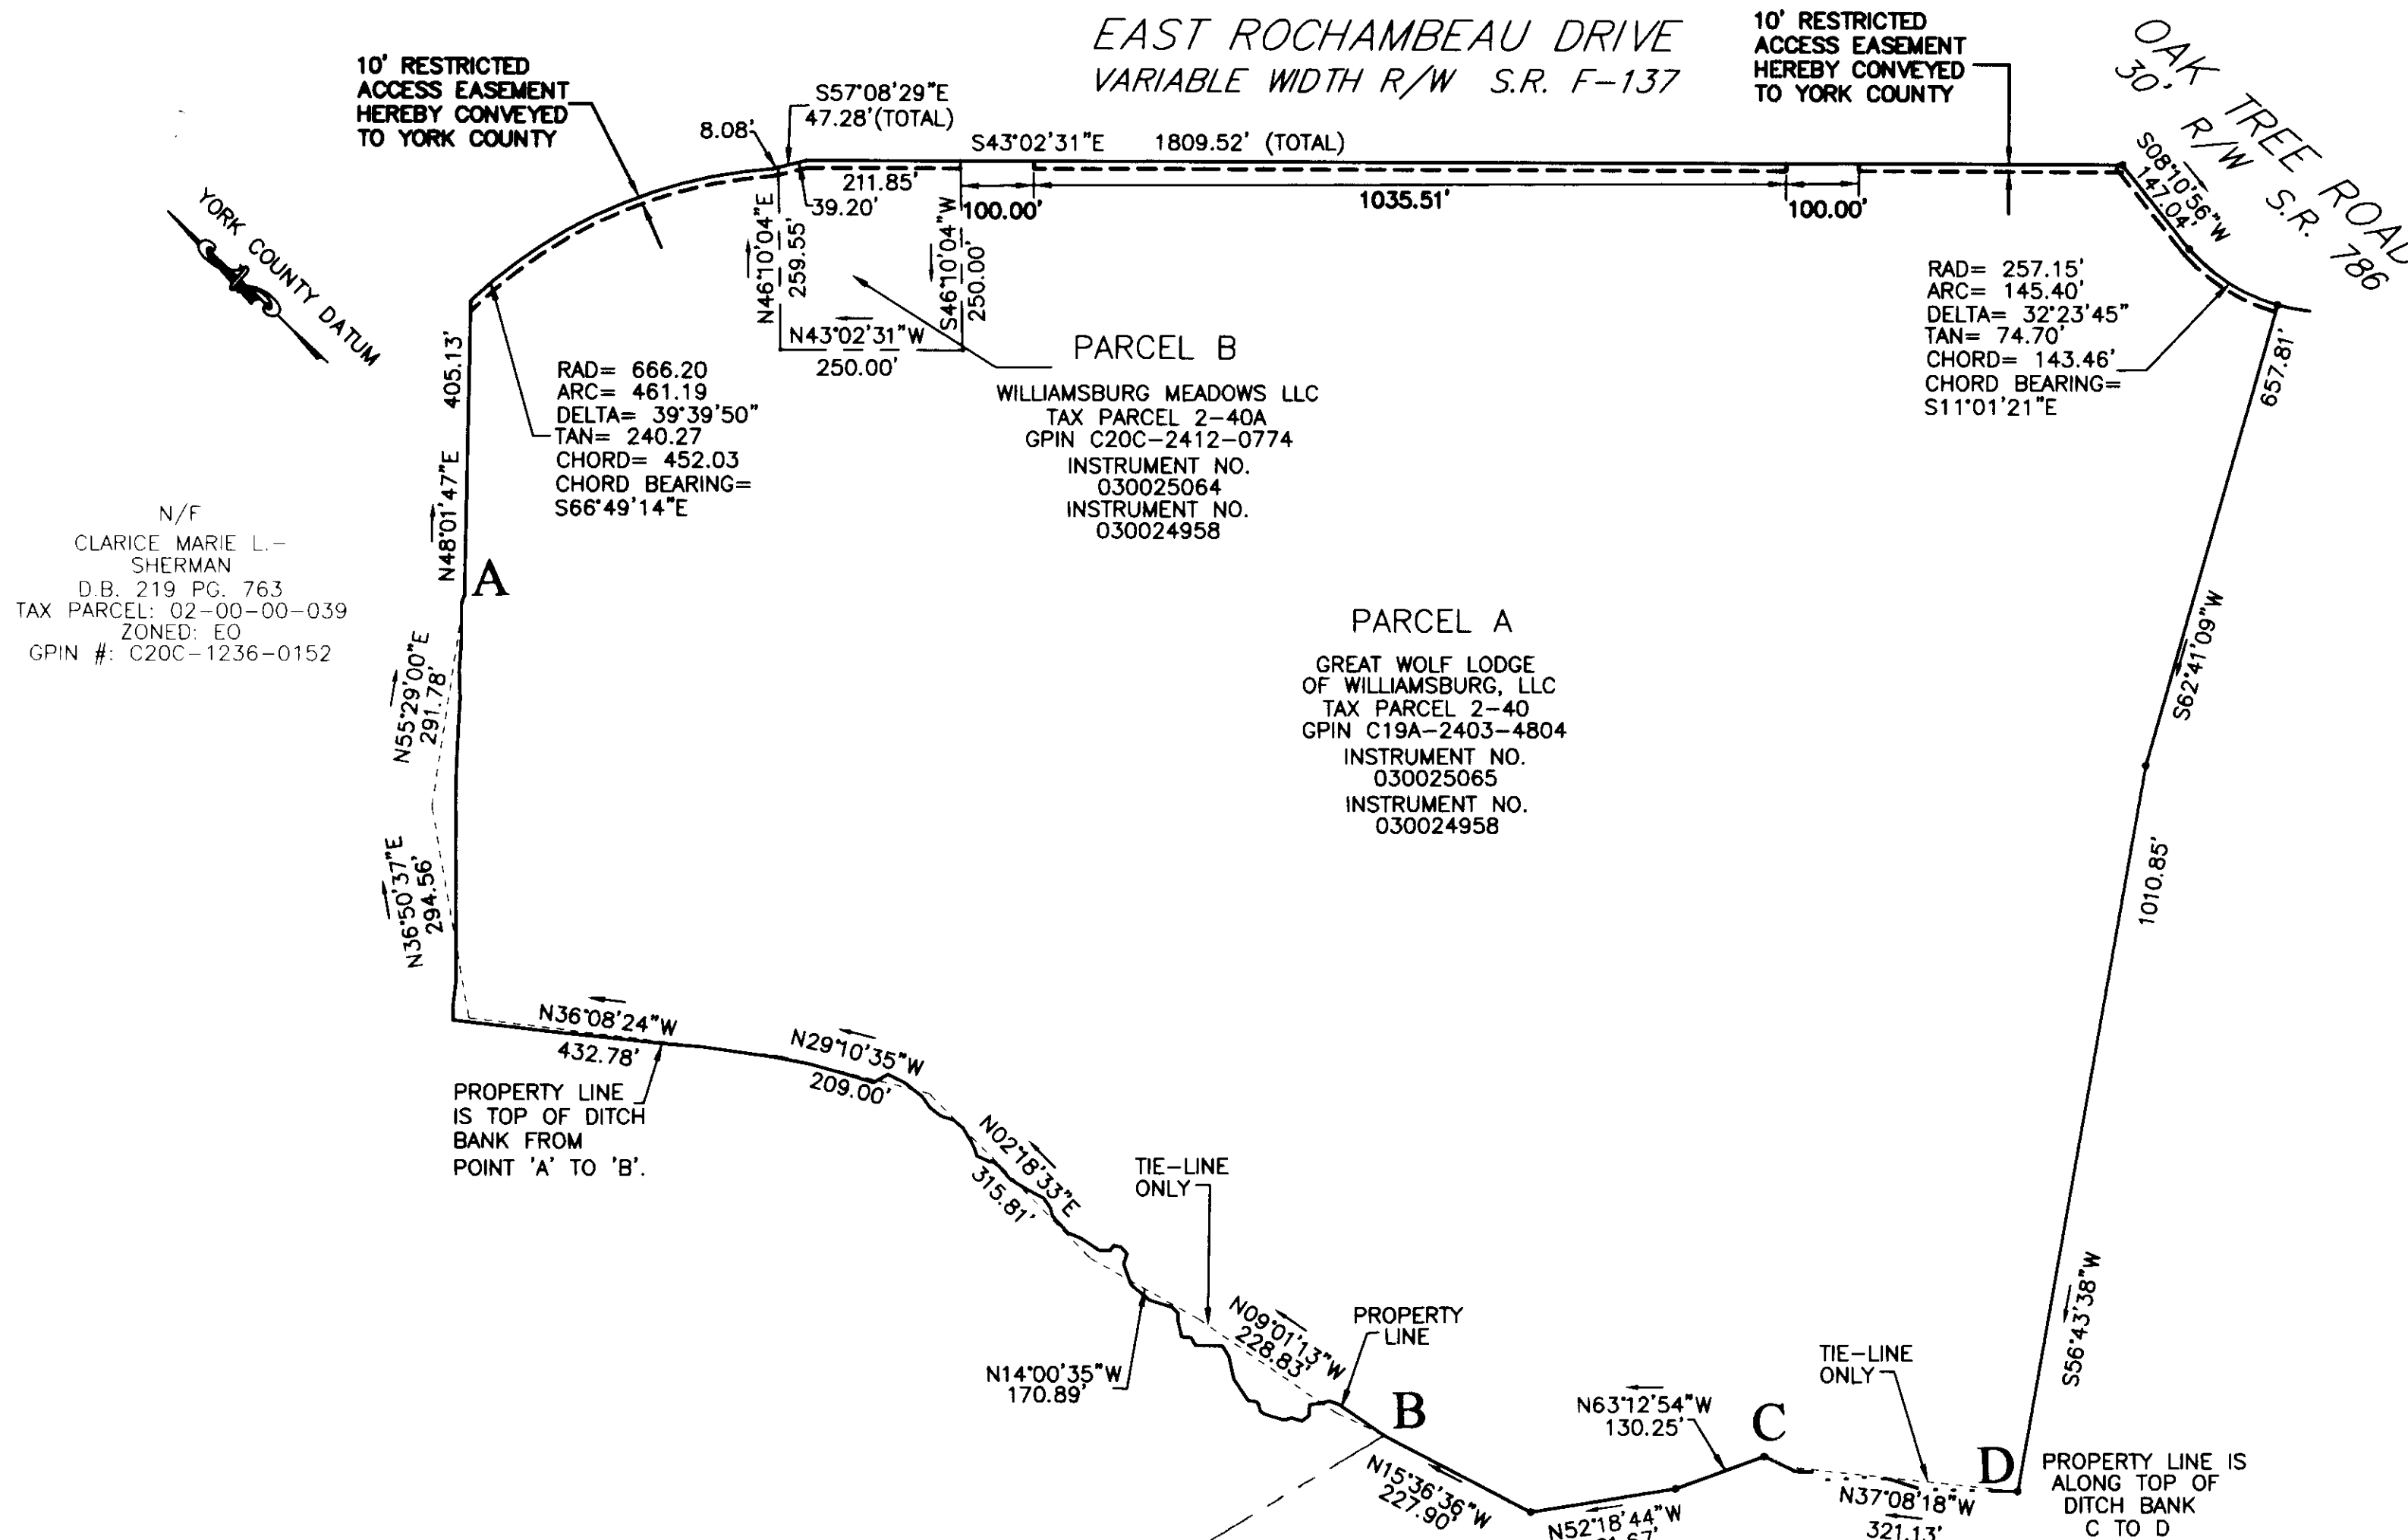 EAST ROCHAMBEAU DRIVE
VARIABLE WIDTH R/W S.R. F-137
10' RESTRICTED
ACCESS EASEMENT
HEREBY CONVEYED
TO YORK COUNTY
10' RESTRICTED
ACCESS EASEMENT
HEREBY CONVEYED
TO YORK COUNTY
OAK TREE ROAD
30' R/W S.R. 786
S57°08'29"E
47.28'(TOTAL)
8.08'
S43°02'31"E 1809.52' (TOTAL)
211.85'
39.20'
100.00'
1035.51'
100.00'
S08°10'56"W
147.04'
YORK COUNTY DATUM
N46°10'04"E
259.55'
S46°10'04"W
250.00'
N43°02'31"W
250.00'
RAD= 257.15'
ARC= 145.40'
DELTA= 32°23'45"
TAN= 74.70'
CHORD= 143.46'
CHORD BEARING=
S11°01'21"E
657.81'
S62°41'09"W
405.13'
N48°01'47"E
RAD= 666.20
ARC= 461.19
DELTA= 39°39'50"
TAN= 240.27
CHORD= 452.03
CHORD BEARING=
S66°49'14"E
PARCEL B
WILLIAMSBURG MEADOWS LLC
TAX PARCEL 2-40A
GPIN C20C-2412-0774
INSTRUMENT NO.
030025064
INSTRUMENT NO.
030024958
N/F
CLARICE MARIE L.-
SHERMAN
D.B. 219 PG. 763
TAX PARCEL: 02-00-00-039
ZONED: EO
GPIN #: C20C-1236-0152
A
PARCEL A
GREAT WOLF LODGE
OF WILLIAMSBURG, LLC
TAX PARCEL 2-40
GPIN C19A-2403-4804
INSTRUMENT NO.
030025065
INSTRUMENT NO.
030024958
N55°29'00"E
291.78'
N36°50'37"E
294.56'
1010.85'
S56°43'38"W
N36°08'24"W
432.78'
N29°10'35"W
209.00'
PROPERTY LINE
IS TOP OF DITCH
BANK FROM
POINT 'A' TO 'B'.
N02°18'33"E
315.81'
TIE-LINE
ONLY
N14°00'35"W
170.89'
N09°01'13"W
228.83'
PROPERTY
LINE
B
N15°36'36"W
227.90'
N63°12'54"W
130.25'
C
TIE-LINE
ONLY
D
PROPERTY LINE IS
ALONG TOP OF
DITCH BANK
C TO D
N37°08'18"W
321.13'
N52°18'44"W